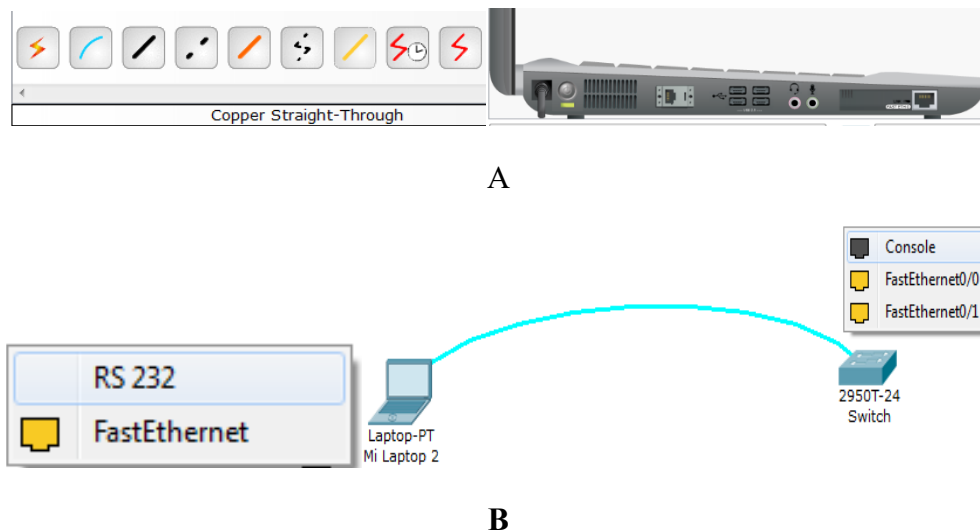 Copper Straight-Through
A
Console
FastEthernet0/0
FastEthernet0/1
RS 232
FastEthernet
Laptop-PT
Mi Laptop 2
2950T-24
Switch
B